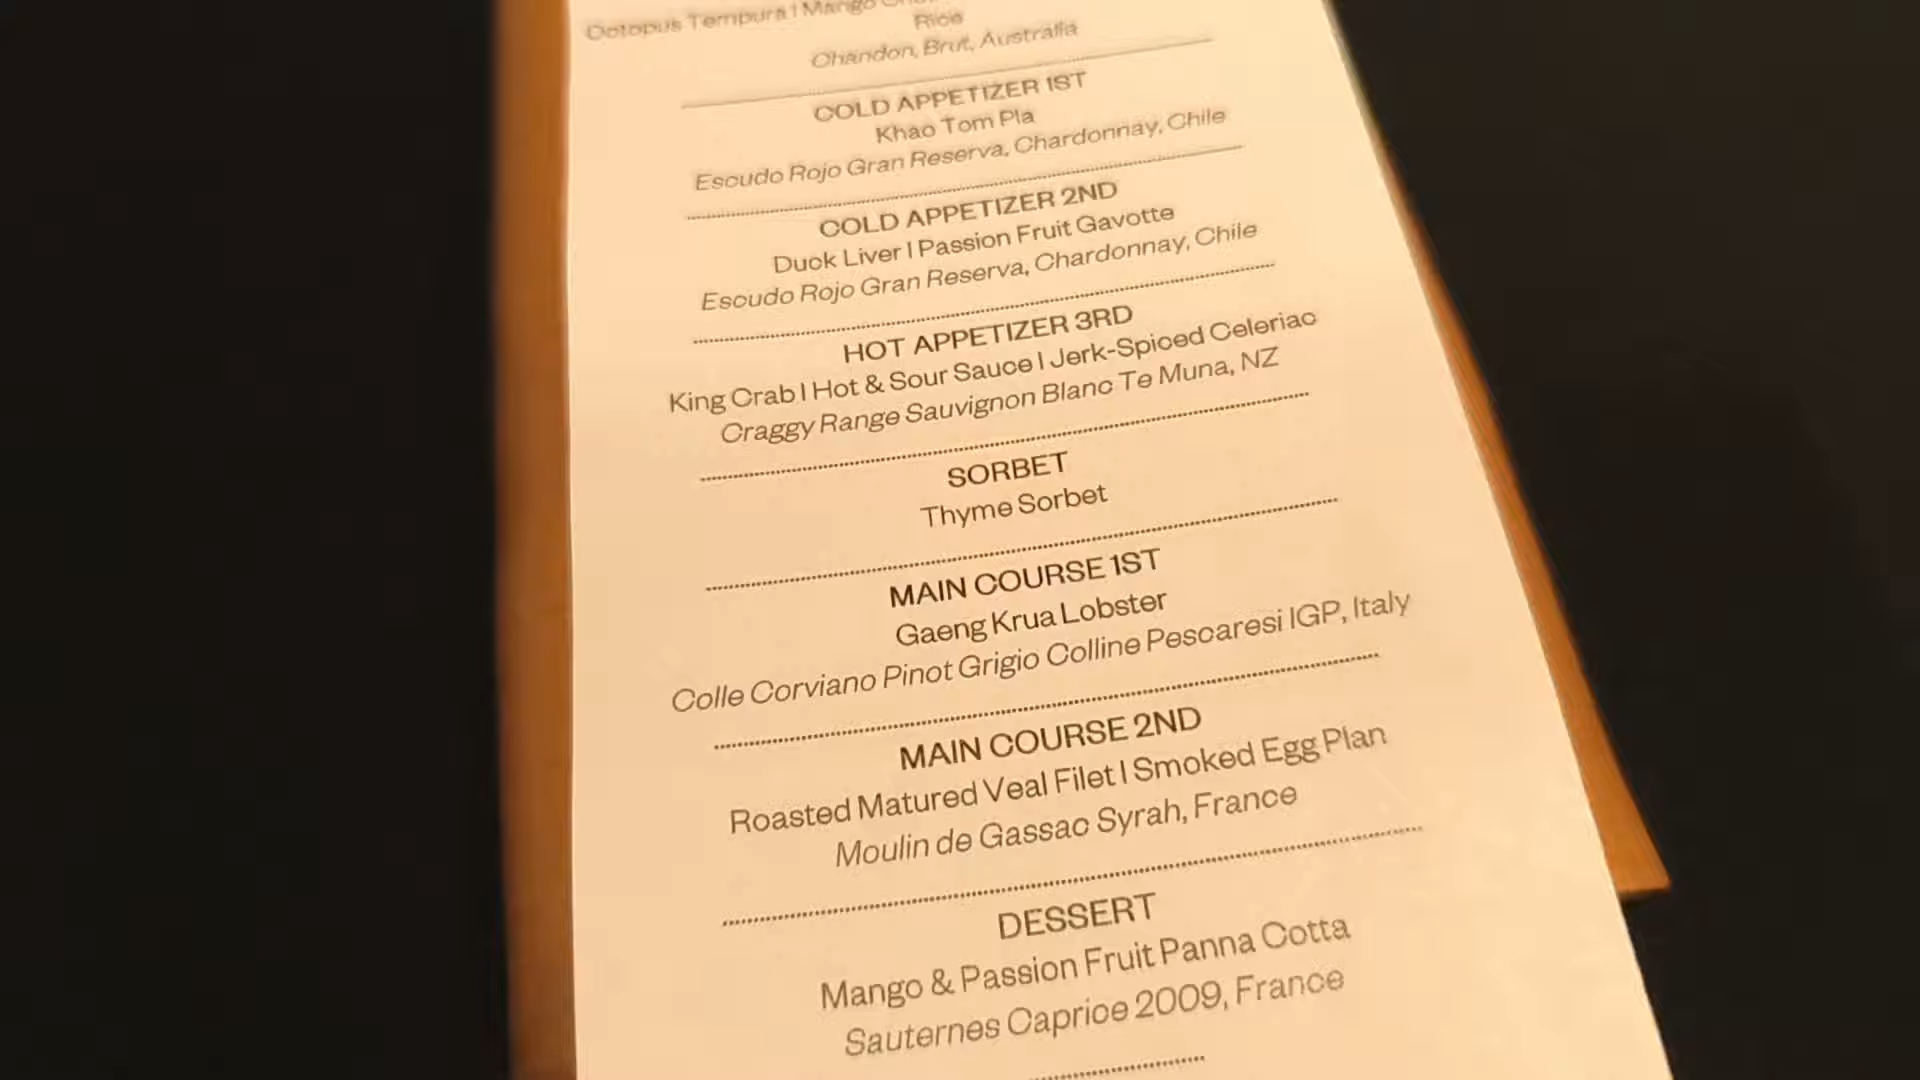 Octopus Tempura | Mango
Rice
Chandon, Brut, Australia
COLD APPETIZER 1ST
Khao Tom Pla
Escudo Rojo Gran Reserva, Chardonnay, Chile
COLD APPETIZER 2ND
Duck Liver | Passion Fruit Gavotte
Escudo Rojo Gran Reserva, Chardonnay, Chile
HOT APPETIZER 3RD
King Crab | Hot & Sour Sauce | Jerk-Spiced Celeriac
Craggy Range Sauvignon Blanc Te Muna, NZ
SORBET
Thyme Sorbet
MAIN COURSE 1ST
Gaeng Krua Lobster
Colle Corviano Pinot Grigio Colline Pescaresi IGP, Italy
MAIN COURSE 2ND
Roasted Matured Veal Filet | Smoked Egg Plan
Moulin de Gassac Syrah, France
DESSERT
Mango & Passion Fruit Panna Cotta
Sauternes Caprice 2009, France